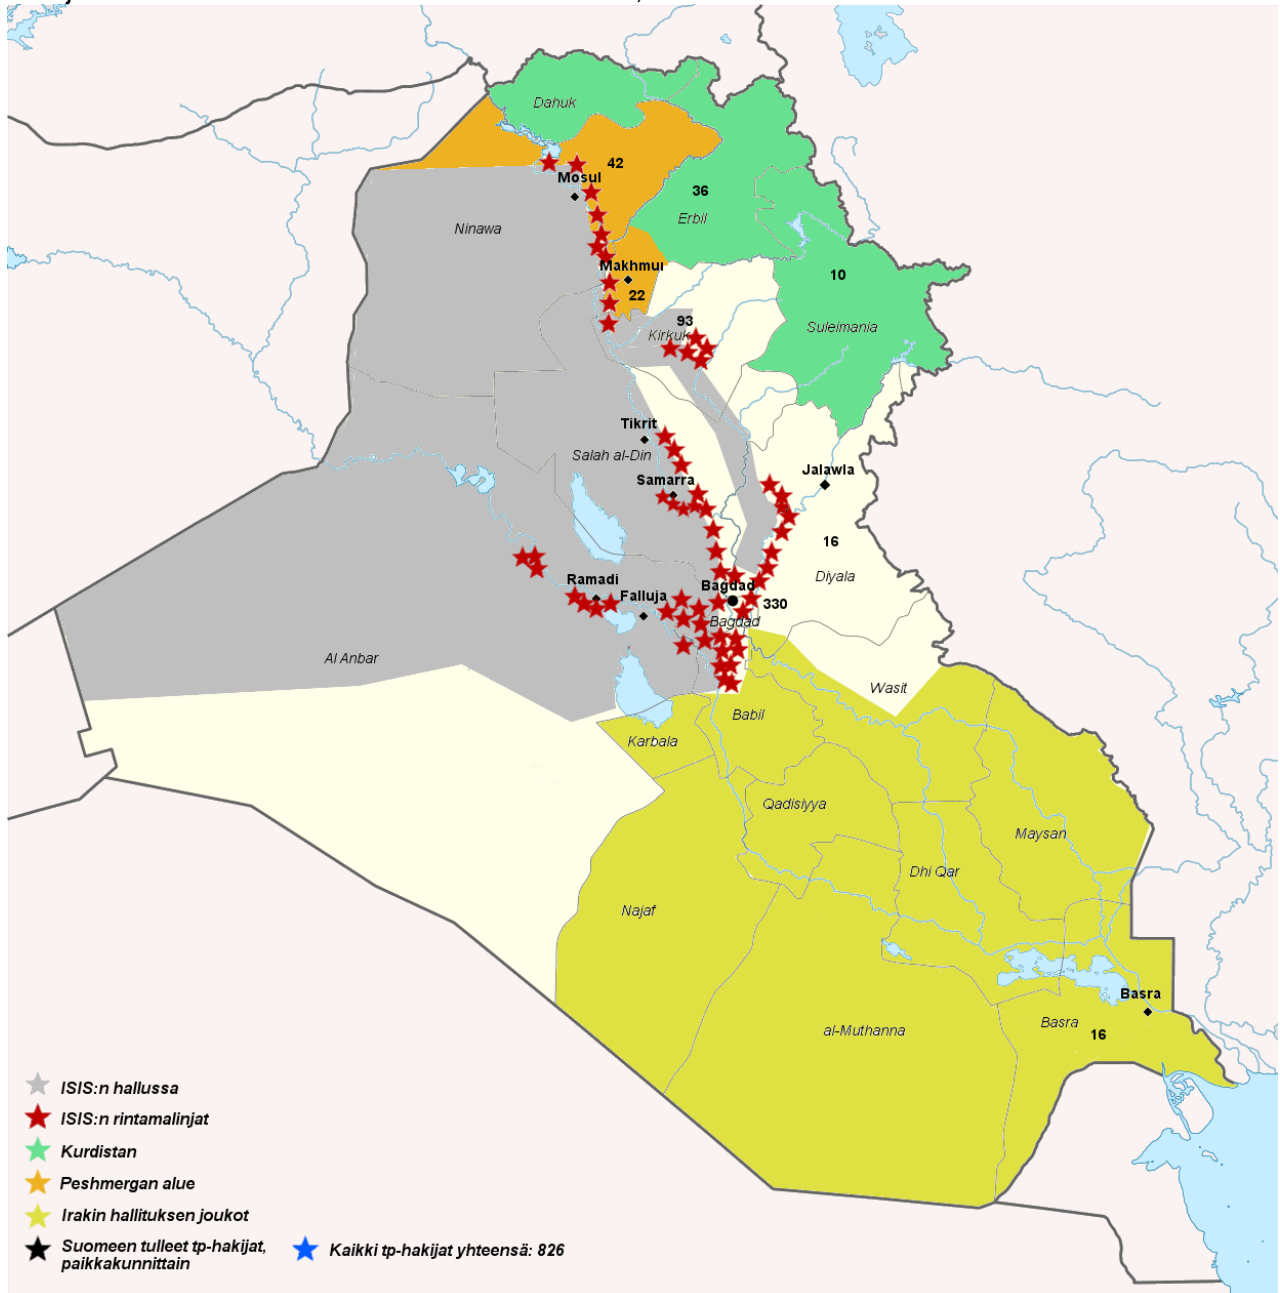 Dahuk
42
Mosul
36
Erbil
Ninawa
Makhmur
10
22
93
Kirkuk
Suleimania
Tikrit
Salah al-Din
Jalawla
Samarra
16
Diyala
Ramadi
Bagdad
Falluja
330
Bagdad
Al Anbar
Wasit
Babil
Karbala
Qadisiyya
Maysan
Dhi Qar
Najaf
Basra
al-Muthanna
Basra
16
ISIS:n hallussa
ISIS:n rintamalinjat
Kurdistan
Peshmergan alue
Irakin hallituksen joukot
Suomeen tulleet tp-hakijat,
paikkakunnittain
Kaikki tp-hakijat yhteensä: 826